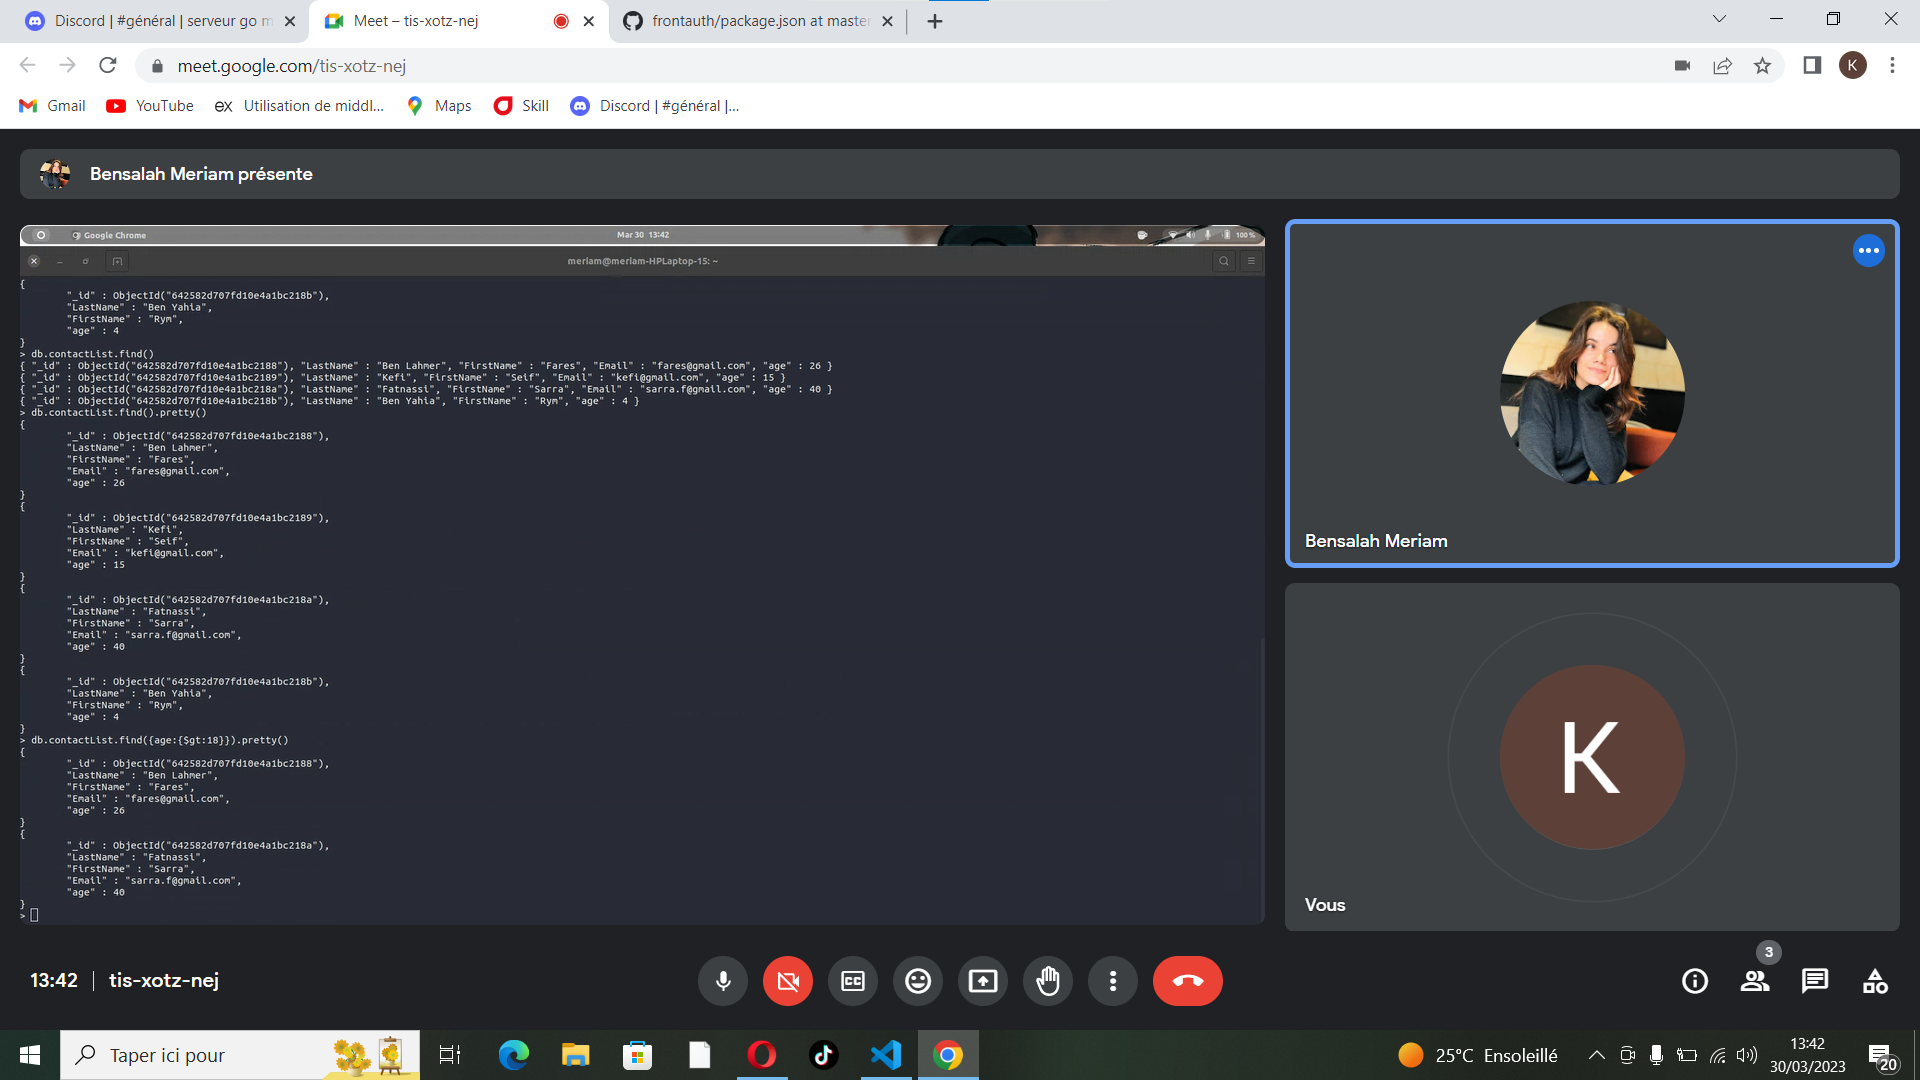 Discord | #général | serveur go m
Meet – tis-xotz-nej
frontauth/package.json at master
meet.google.com/tis-xotz-nej
K
Gmail
YouTube
ex Utilisation de middl...
Maps
Skill
Discord | #général |...
Bensalah Meriam présente
Google Chrome
Mar 30 13:42
100 %
meriam@meriam-HPLaptop-15: ~
{
"_id" : ObjectId("642582d707fd10e4a1bc218b"),
"LastName" : "Ben Yahia",
"FirstName" : "Rym",
"age" : 4
}
> db.contactList.find()
{ "_id" : ObjectId("642582d707fd10e4a1bc2188"), "LastName" : "Ben Lahmer", "FirstName" : "Fares", "Email" : "fares@gmail.com", "age" : 26 }
{ "_id" : ObjectId("642582d707fd10e4a1bc2189"), "LastName" : "Kefi", "FirstName" : "Seif", "Email" : "kefi@gmail.com", "age" : 15 }
{ "_id" : ObjectId("642582d707fd10e4a1bc218a"), "LastName" : "Fatnassi", "FirstName" : "Sarra", "Email" : "sarra.f@gmail.com", "age" : 40 }
{ "_id" : ObjectId("642582d707fd10e4a1bc218b"), "LastName" : "Ben Yahia", "FirstName" : "Rym", "age" : 4 }
> db.contactList.find().pretty()
{
"_id" : ObjectId("642582d707fd10e4a1bc2188"),
"LastName" : "Ben Lahmer",
"FirstName" : "Fares",
"Email" : "fares@gmail.com",
"age" : 26
}
{
"_id" : ObjectId("642582d707fd10e4a1bc2189"),
"LastName" : "Kefi",
"FirstName" : "Seif",
"Email" : "kefi@gmail.com",
"age" : 15
}
{
"_id" : ObjectId("642582d707fd10e4a1bc218a"),
"LastName" : "Fatnassi",
"FirstName" : "Sarra",
"Email" : "sarra.f@gmail.com",
"age" : 40
}
{
"_id" : ObjectId("642582d707fd10e4a1bc218b"),
"LastName" : "Ben Yahia",
"FirstName" : "Rym",
"age" : 4
}
> db.contactList.find({age:{$gt:18}}).pretty()
{
"_id" : ObjectId("642582d707fd10e4a1bc2188"),
"LastName" : "Ben Lahmer",
"FirstName" : "Fares",
"Email" : "fares@gmail.com",
"age" : 26
}
{
"_id" : ObjectId("642582d707fd10e4a1bc218a"),
"LastName" : "Fatnassi",
"FirstName" : "Sarra",
"Email" : "sarra.f@gmail.com",
"age" : 40
}
>
Bensalah Meriam
K
Vous
13:42 | tis-xotz-nej
CC
3
Taper ici pour
25°C Ensoleillé
13:42
30/03/2023
20